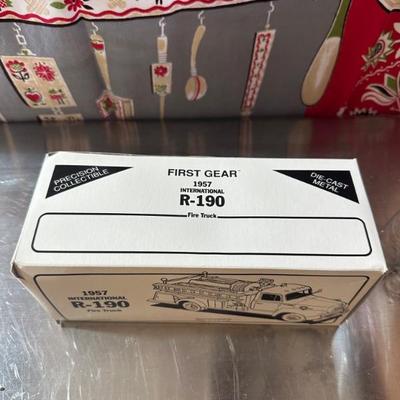 PRECISION
COLLECTIBLE
FIRST GEAR
1957
INTERNATIONAL
R-190
Fire Truck
DIE-CAST
METAL
1957
INTERNATIONAL
R-190
Fire Truck